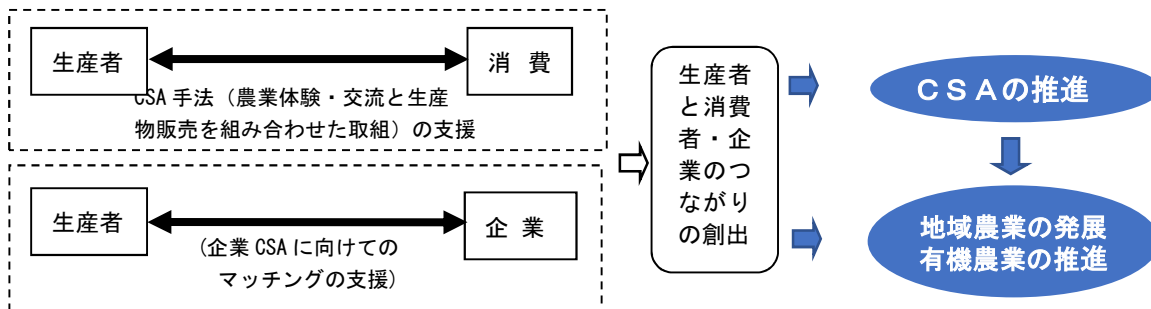 生産者
消 費
CSA 手法（農業体験・交流と生産
物販売を組み合わせた取組）の支援
生産者
企 業
(企業 CSA に向けての
マッチングの支援)
生産者
と消費
者・企
業のつ
ながり
の創出
ＣＳＡの推進
地域農業の発展
有機農業の推進